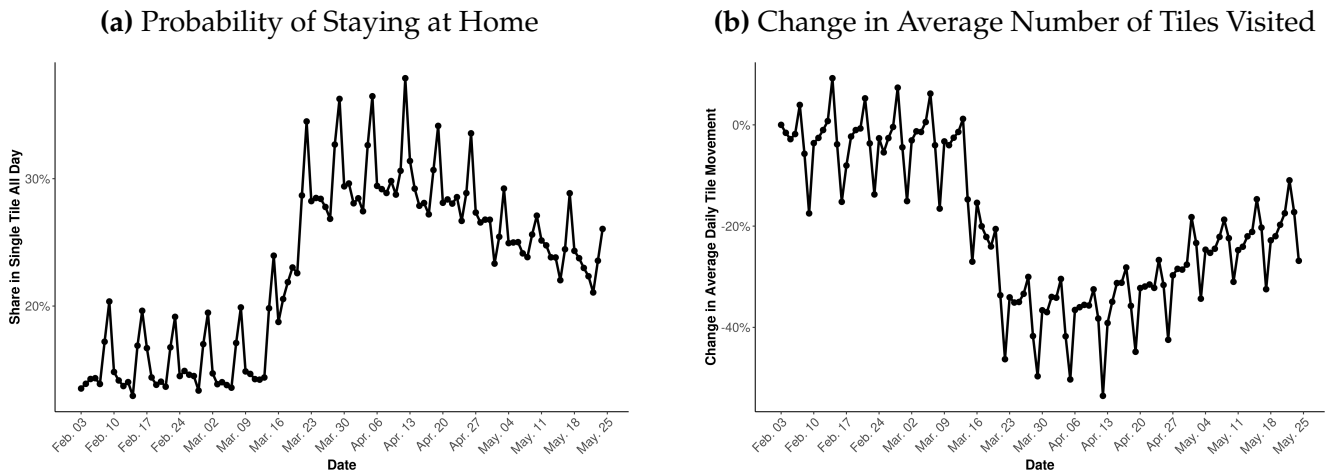 (a) Probability of Staying at Home
Share in Single Tile All Day
30%
20%
Feb. 03
Feb. 10
Feb. 17
Feb. 24
Mar. 02
Mar. 09
Mar. 16
Mar. 23
Mar. 30
Apr. 06
Apr. 13
Apr. 20
Apr. 27
May. 04
May. 11
May. 18
May. 25
Date
(b) Change in Average Number of Tiles Visited
Change in Average Daily Tile Movement
0%
-20%
-40%
Feb. 03
Feb. 10
Feb. 17
Feb. 24
Mar. 02
Mar. 09
Mar. 16
Mar. 23
Mar. 30
Apr. 06
Apr. 13
Apr. 20
Apr. 27
May. 04
May. 11
May. 18
May. 25
Date